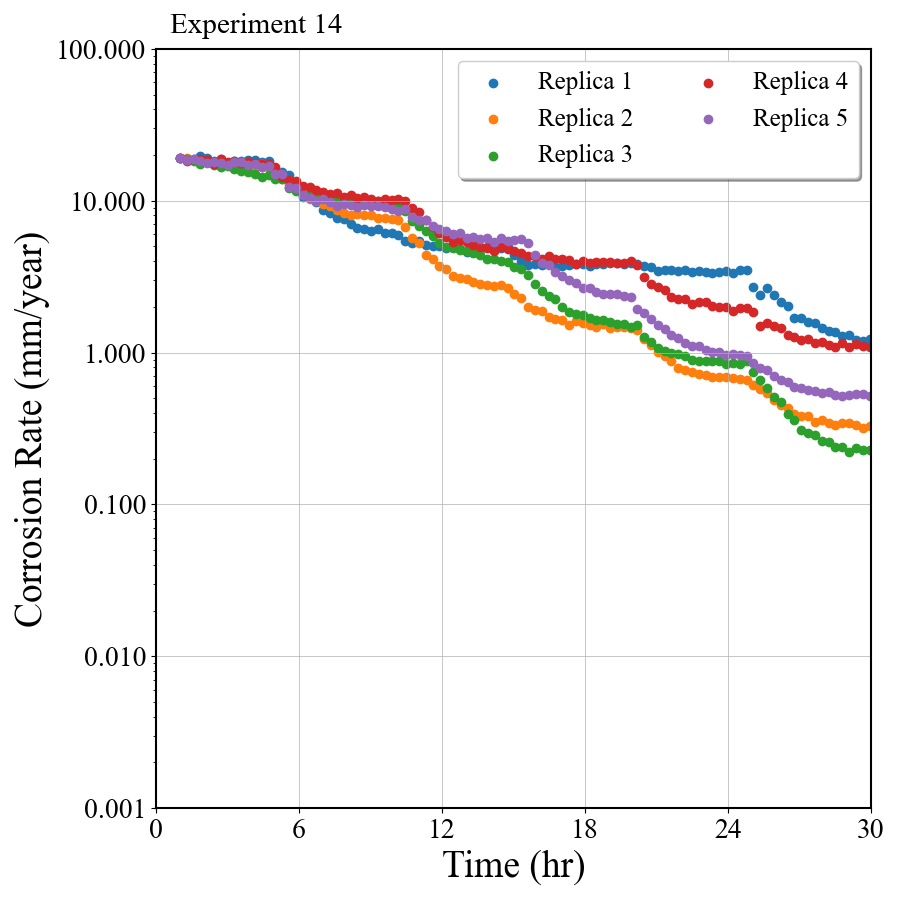 Experiment 14
100.000
10.000
1.000
0.100
0.010
0.001
Corrosion Rate (mm/year)
Replica 1
Replica 2
Replica 3
Replica 4
Replica 5
0 6 12 18 24 30
Time (hr)